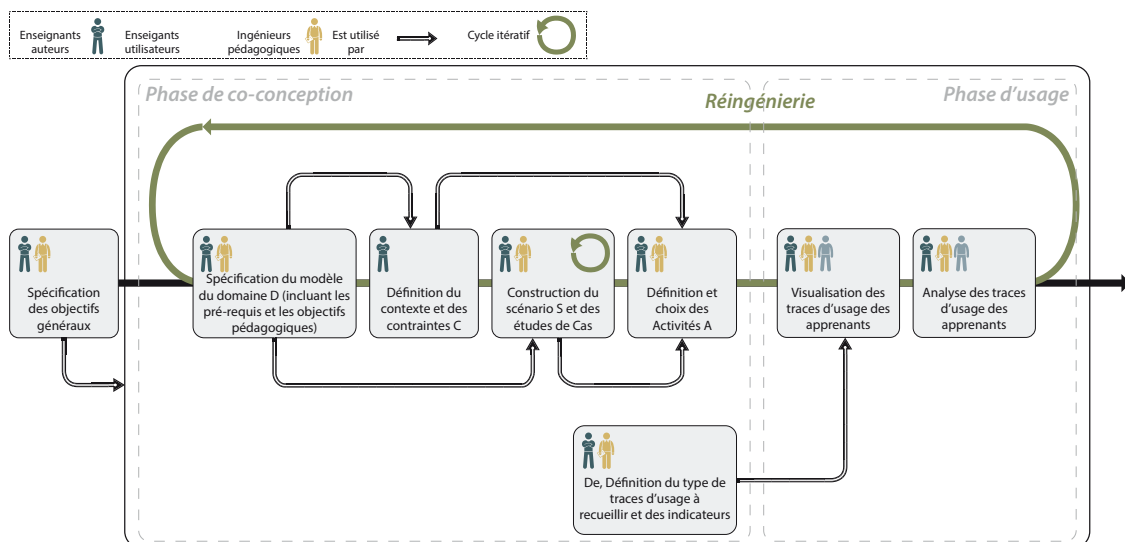 Enseignants
auteurs
Enseigants
utilisateurs
Ingénieurs
pédagogiques
Est utilisé
par
Cycle itératif
Phase de co-conception
Réingénierie
Phase d'usage
Spécification
des objectifs
généraux
Spécification du modèle
du domaine D (incluant les
pré-requis et les objectifs
pédagogiques)
Définition du
contexte et des
contraintes C
Construction du
scénario S et des
études de Cas
Définition et
choix des
Activités A
Visualisation des
traces d'usage des
apprenants
Analyse des traces
d'usage des
apprenants
De, Définition du type de
traces d'usage à
recueillir et des indicateurs